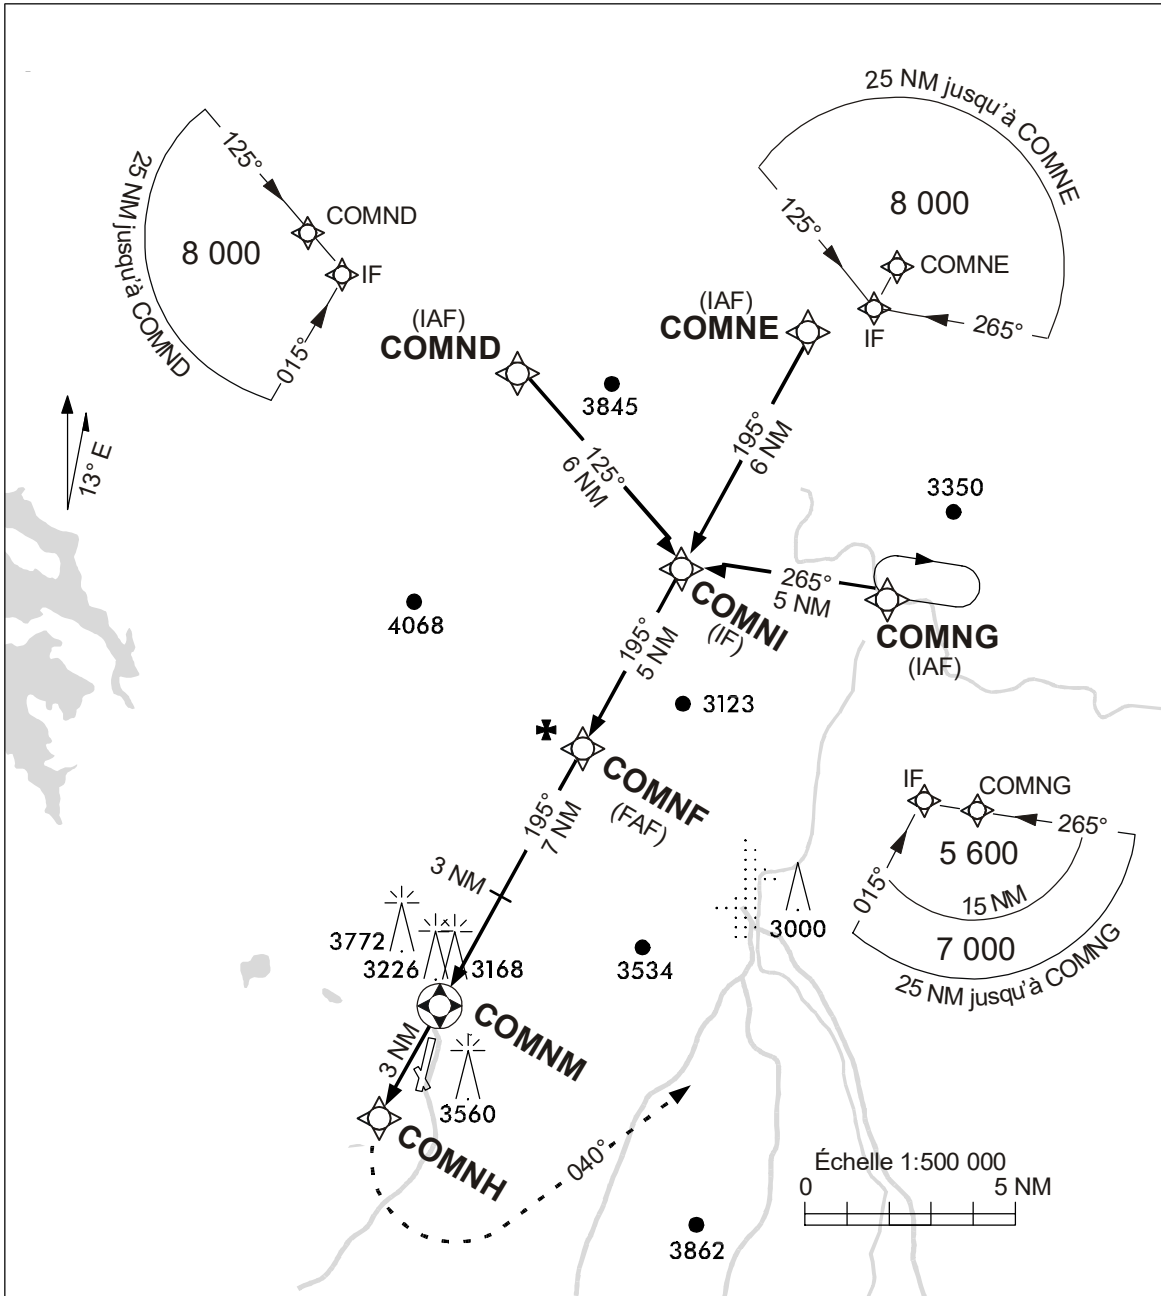 25 NM jusqu'à COMNE
125°
8 000
COMNE
IF
265°
125°
COMND
8 000
IF
015°
25 NM jusqu'à COMND
(IAF)
COMND
(IAF)
COMNE
3845
13° E
125°
6 NM
195°
6 NM
3350
265°
5 NM
COMNI
(IF)
COMNG
(IAF)
4068
195°
5 NM
3123
COMNF
(FAF)
195°
7 NM
3 NM
IF
COMNG
265°
5 600
015°
15 NM
7 000
25 NM jusqu'à COMNG
3000
3772
3226
3168
3534
COMNM
3 NM
3560
COMNH
040°
3862
Échelle 1:500 000
0
5 NM